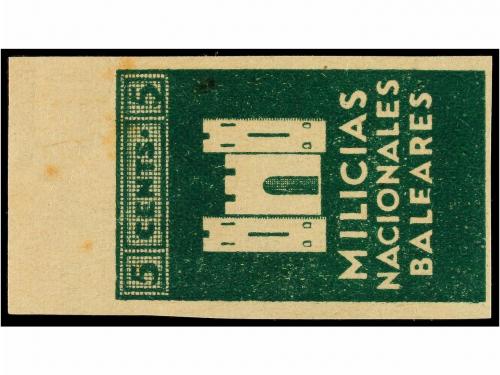 MILICIAS
NACIONALES
BALEARES
5 CENTS. 5